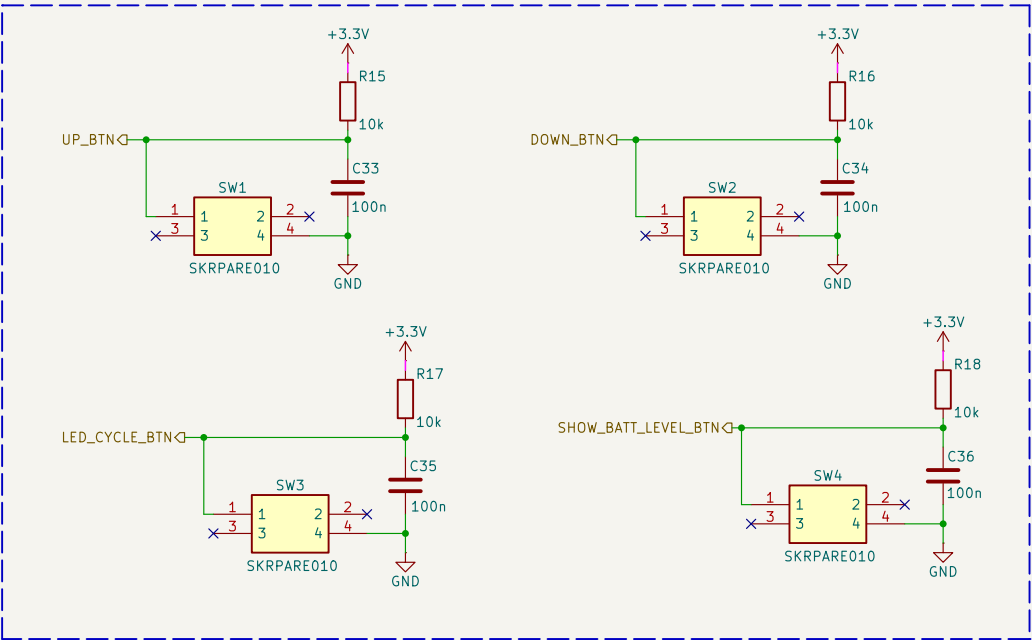 +3.3V
R15
10k
UP_BTN
C33
100n
SW1
1 1 2 2
3 3 4 4
SKRPARE010
GND
+3.3V
R16
10k
DOWN_BTN
C34
100n
SW2
1 1 2 2
3 3 4 4
SKRPARE010
GND
+3.3V
R17
10k
LED_CYCLE_BTN
C35
100n
SW3
1 1 2 2
3 3 4 4
SKRPARE010
GND
+3.3V
R18
10k
SHOW_BATT_LEVEL_BTN
C36
100n
SW4
1 1 2 2
3 3 4 4
SKRPARE010
GND